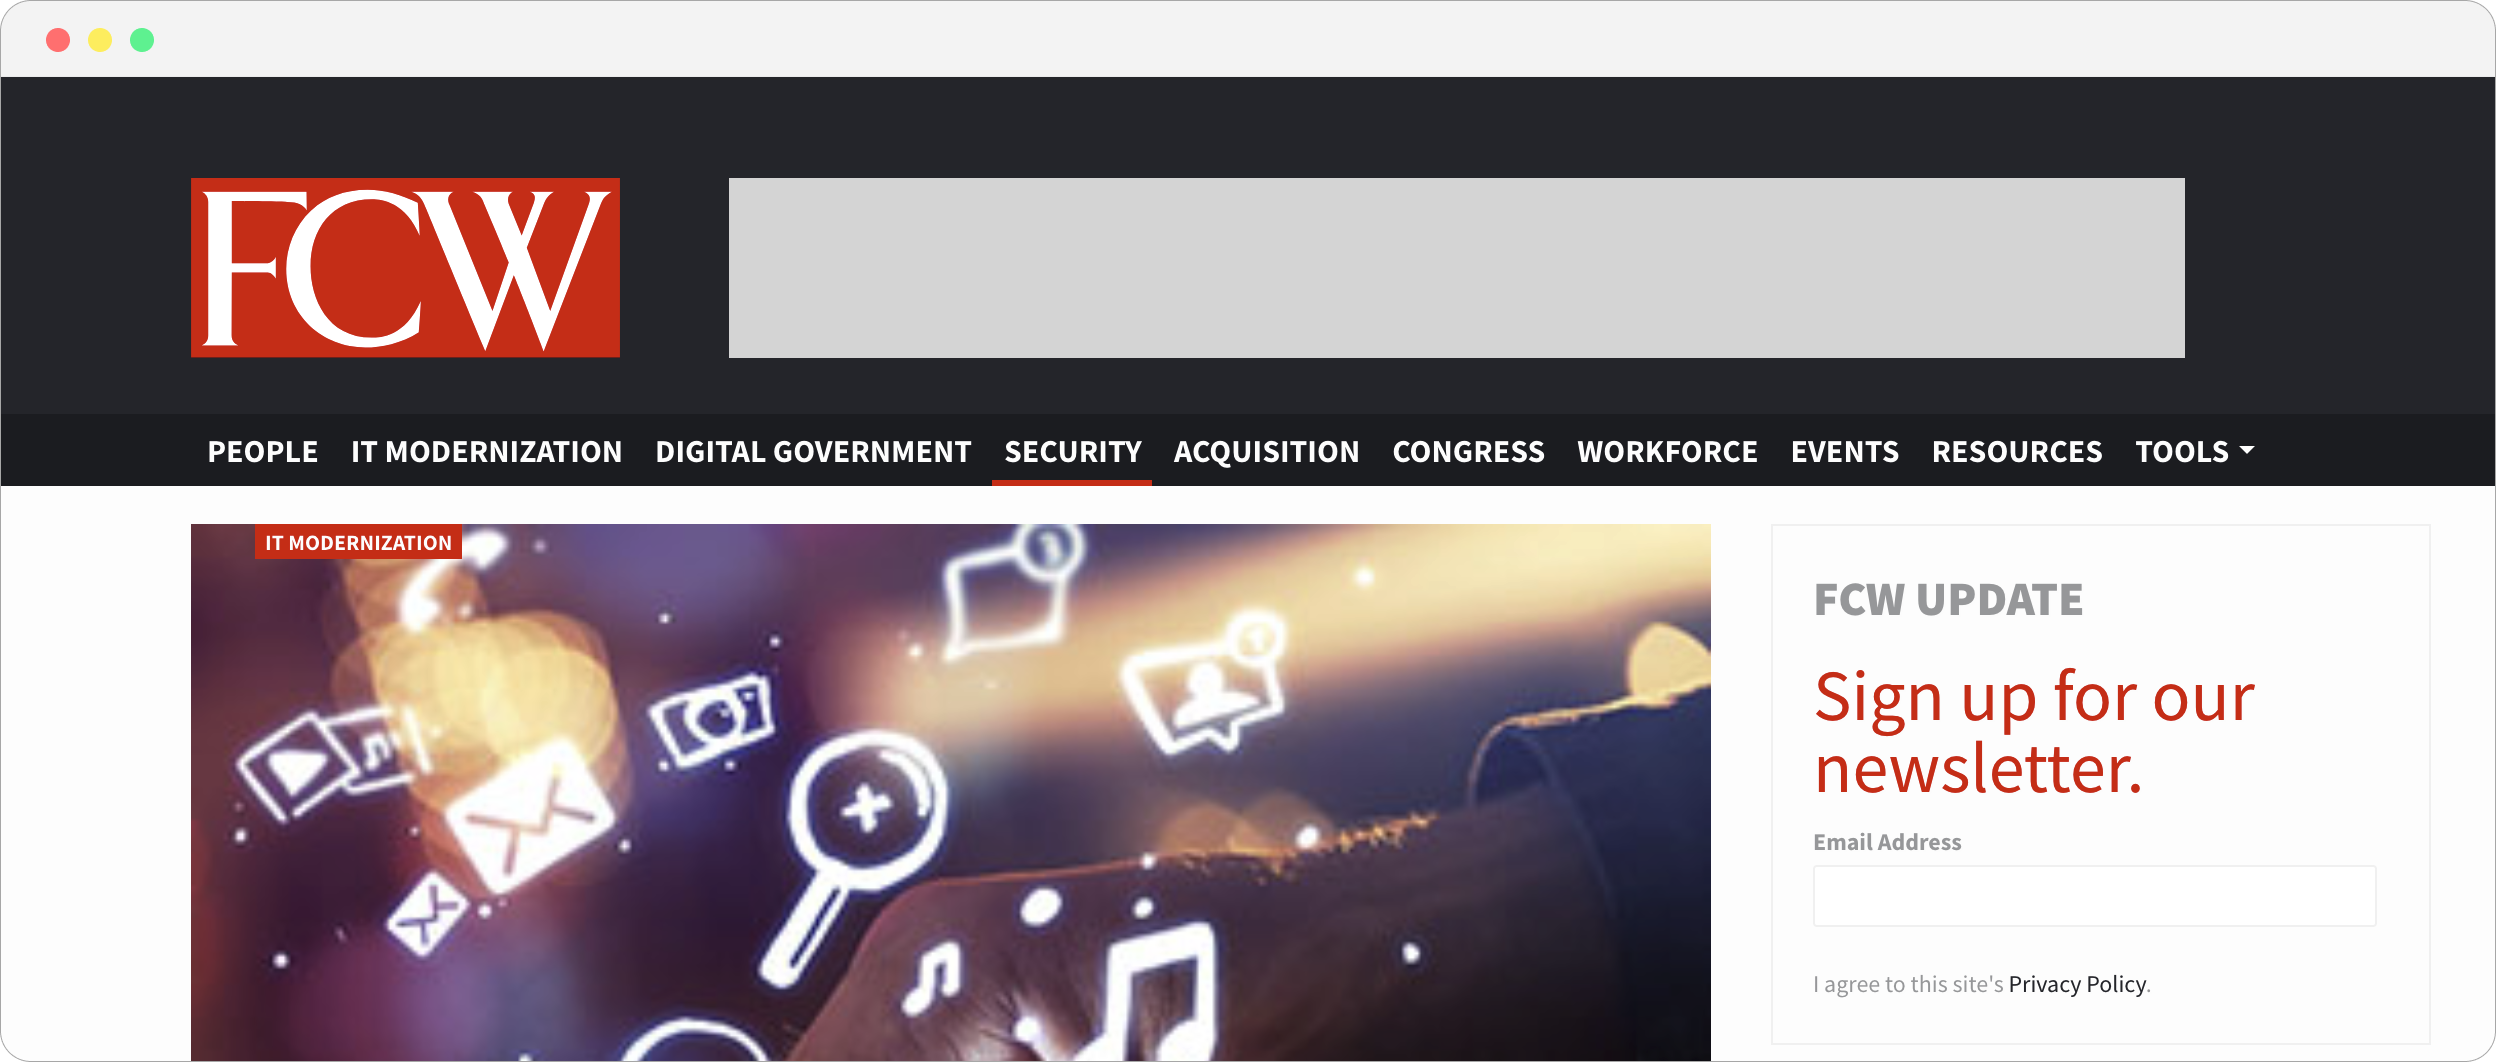 FCW
PEOPLE IT MODERNIZATION DIGITAL GOVERNMENT SECURITY ACQUISITION CONGRESS WORKFORCE EVENTS RESOURCES TOOLS
IT MODERNIZATION
FCW UPDATE
Sign up for our
newsletter.
Email Address
I agree to this site's Privacy Policy.